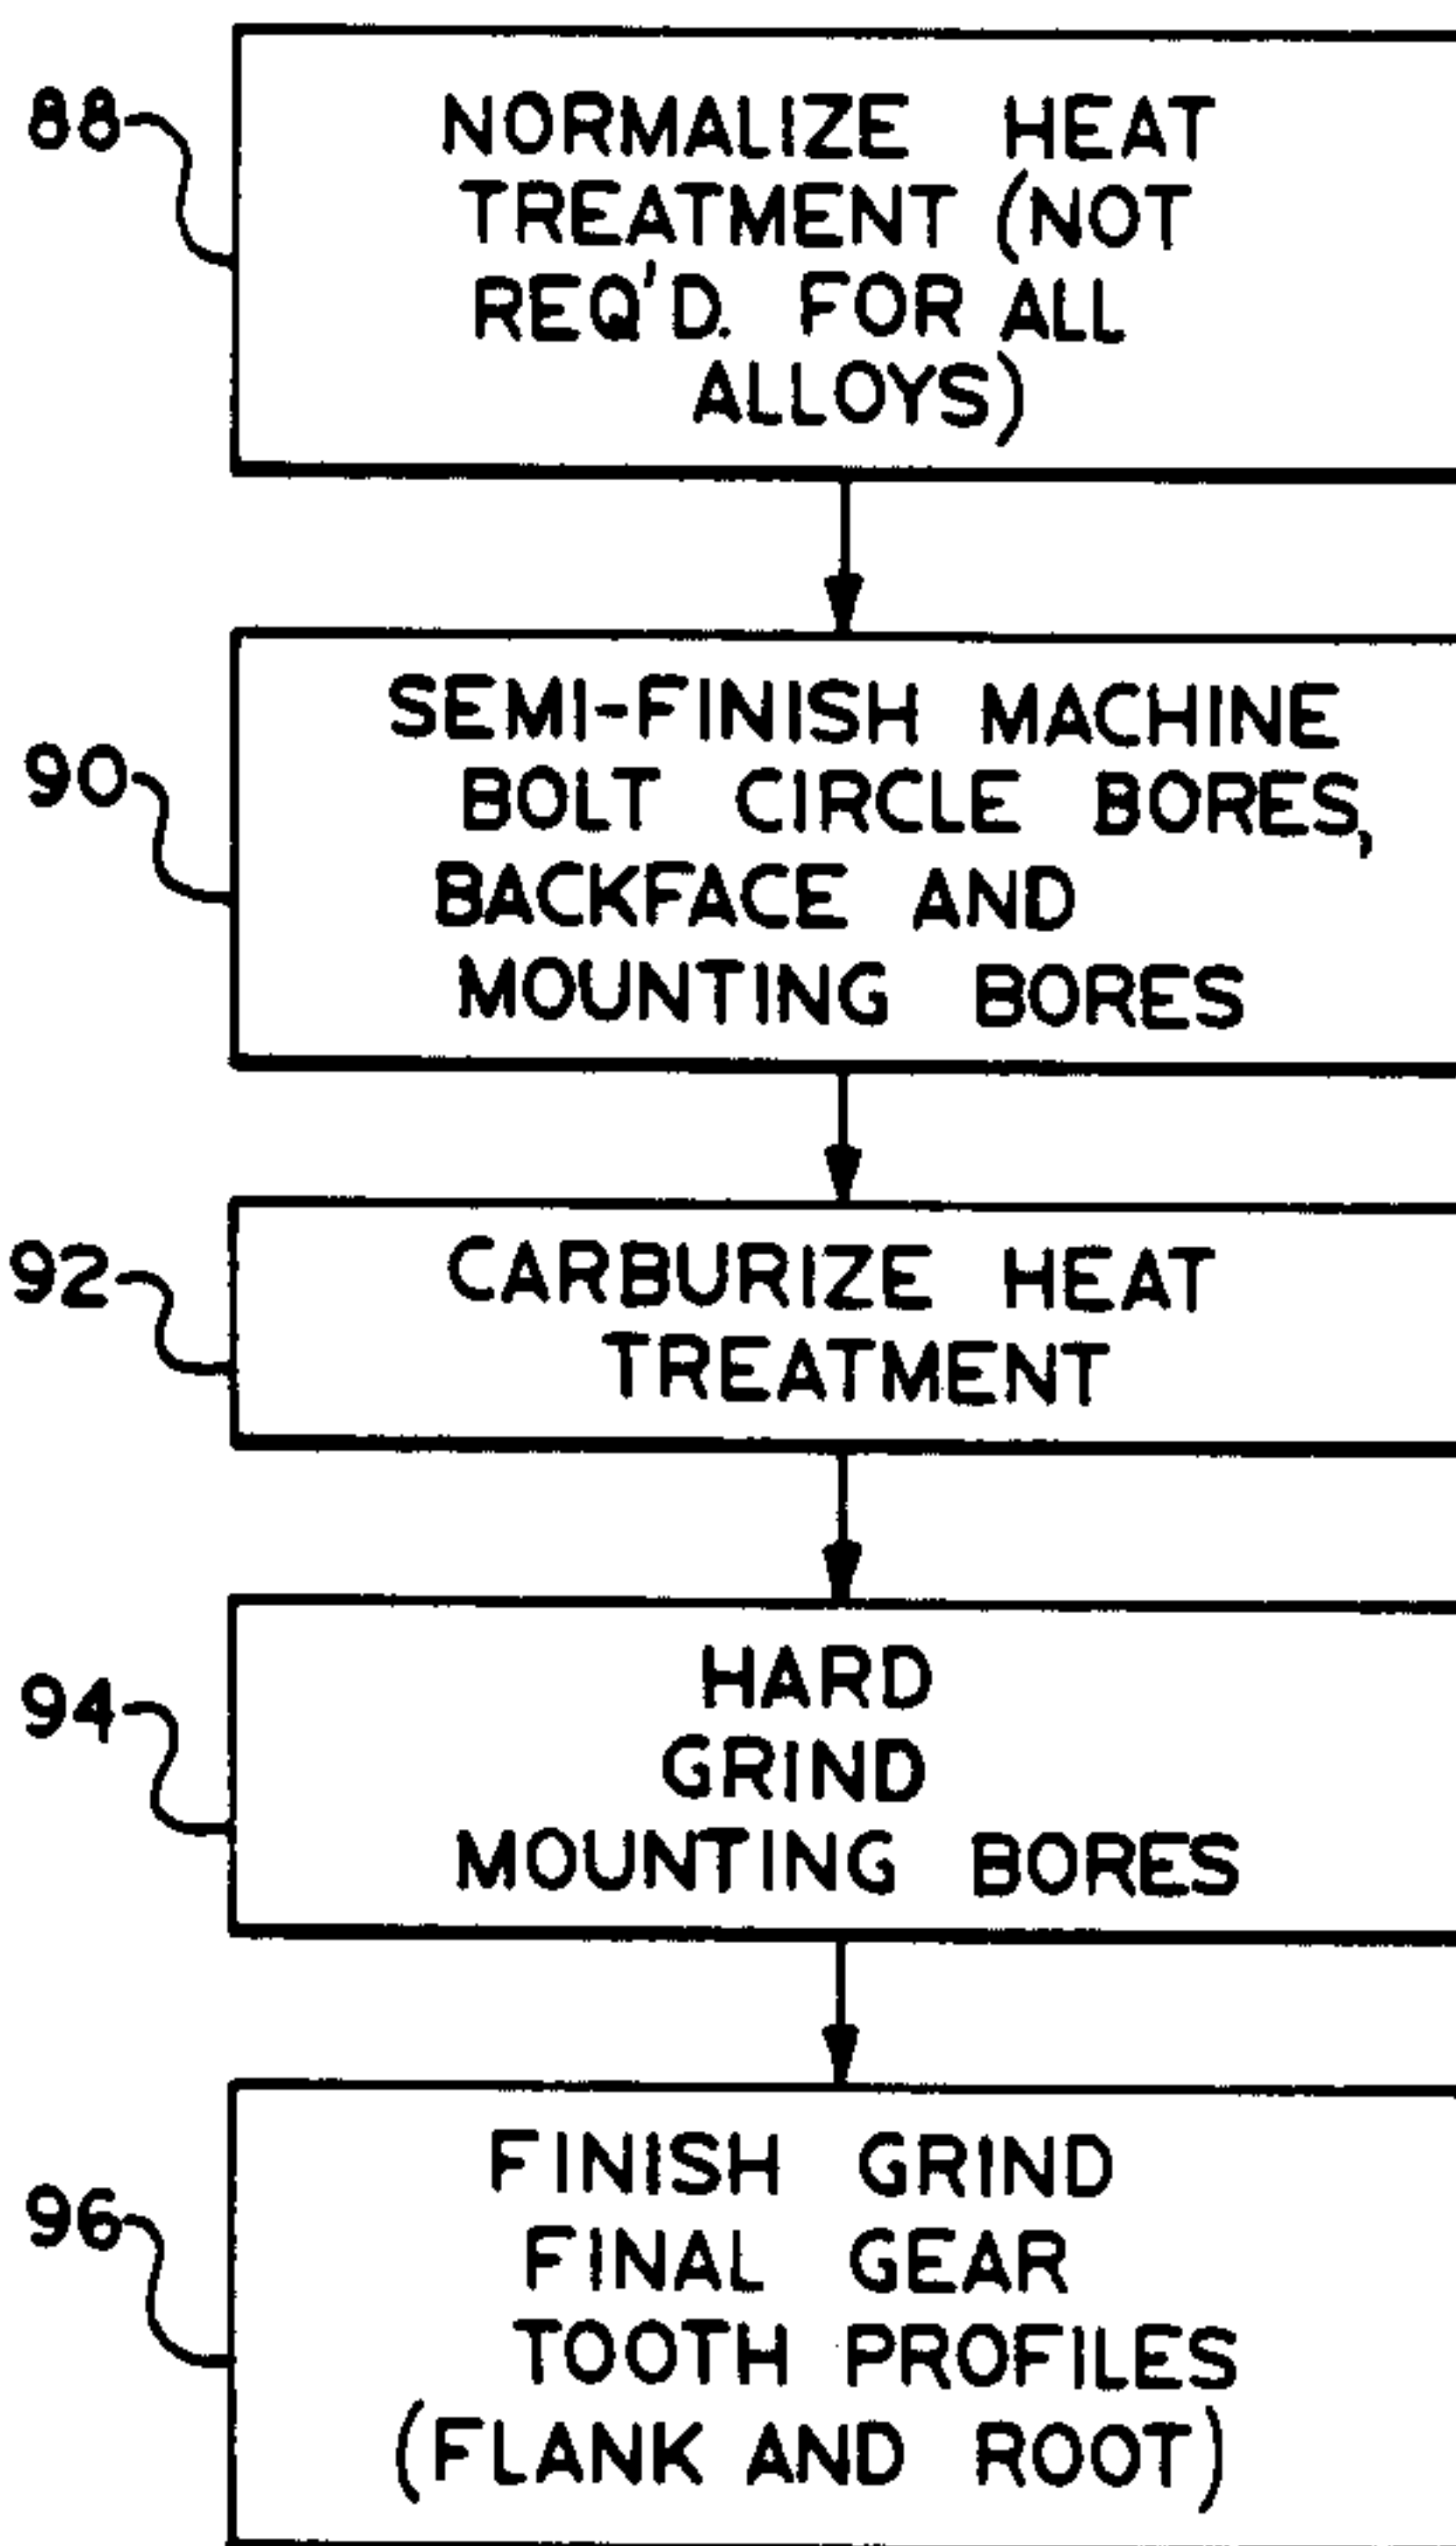 88
NORMALIZE HEAT
TREATMENT (NOT
REQ'D. FOR ALL
ALLOYS)
90
SEMI-FINISH MACHINE
BOLT CIRCLE BORES,
BACKFACE AND
MOUNTING BORES
92
CARBURIZE HEAT
TREATMENT
94
HARD
GRIND
MOUNTING BORES
96
FINISH GRIND
FINAL GEAR
TOOTH PROFILES
(FLANK AND ROOT)